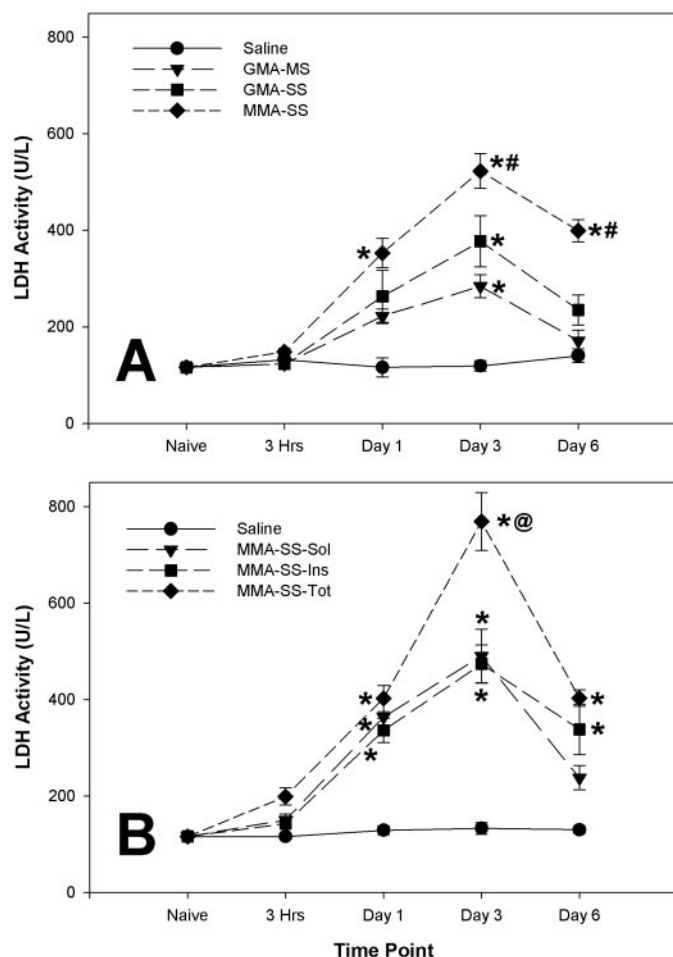 800
600
400
200
0
LDH Activity (U/L)
Saline
GMA-MS
GMA-SS
MMA-SS
*
*#
*
*
*#
A
Naive 3 Hrs Day 1 Day 3 Day 6
800
600
400
200
0
LDH Activity (U/L)
Saline
MMA-SS-Sol
MMA-SS-Ins
MMA-SS-Tot
*@
*
*
*
*
*
*
*
B
Naive 3 Hrs Day 1 Day 3 Day 6
Time Point